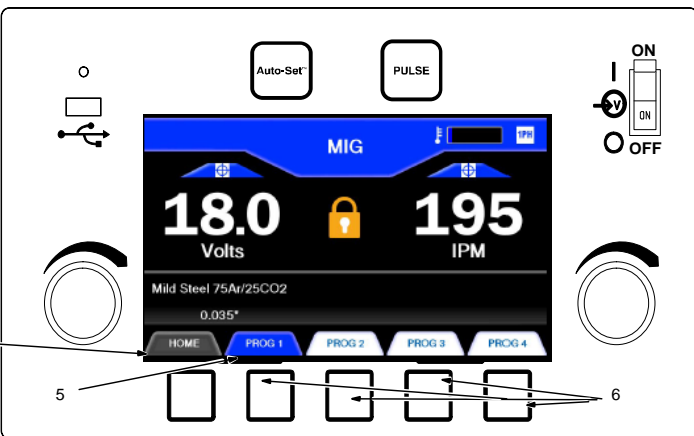 ON
Auto-Set™
PULSE
V
ON
OFF
MIG
1PH
18.0
195
Volts
IPM
Mild Steel 75Ar/25CO2
0.035"
HOME
PROG 1
PROG 2
PROG 3
PROG 4
5
6